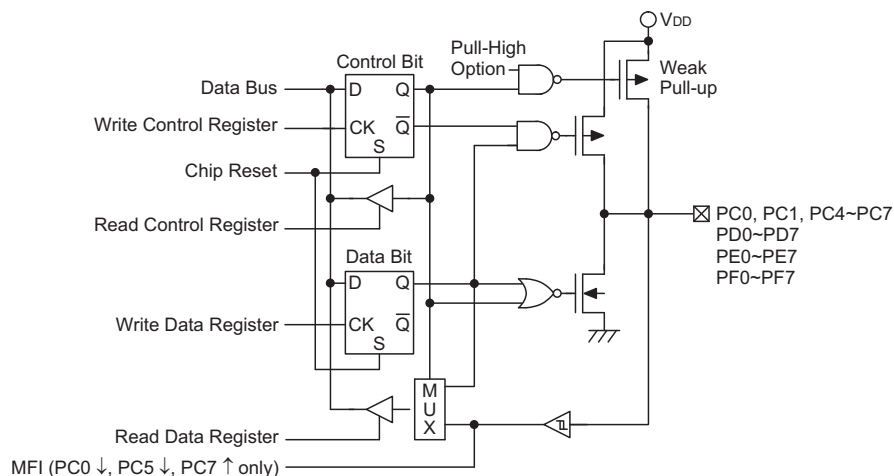 VDD
Control Bit
Pull-High
Option
Weak
Pull-up
Data Bus
D
Q
Write Control Register
CK
Q
S
Chip Reset
Read Control Register
PC0, PC1, PC4~PC7
PD0~PD7
PE0~PE7
PF0~PF7
Data Bit
D
Q
Write Data Register
CK
Q
S
M
U
X
Read Data Register
MFI (PC0 ↓, PC5 ↓, PC7 ↑ only)